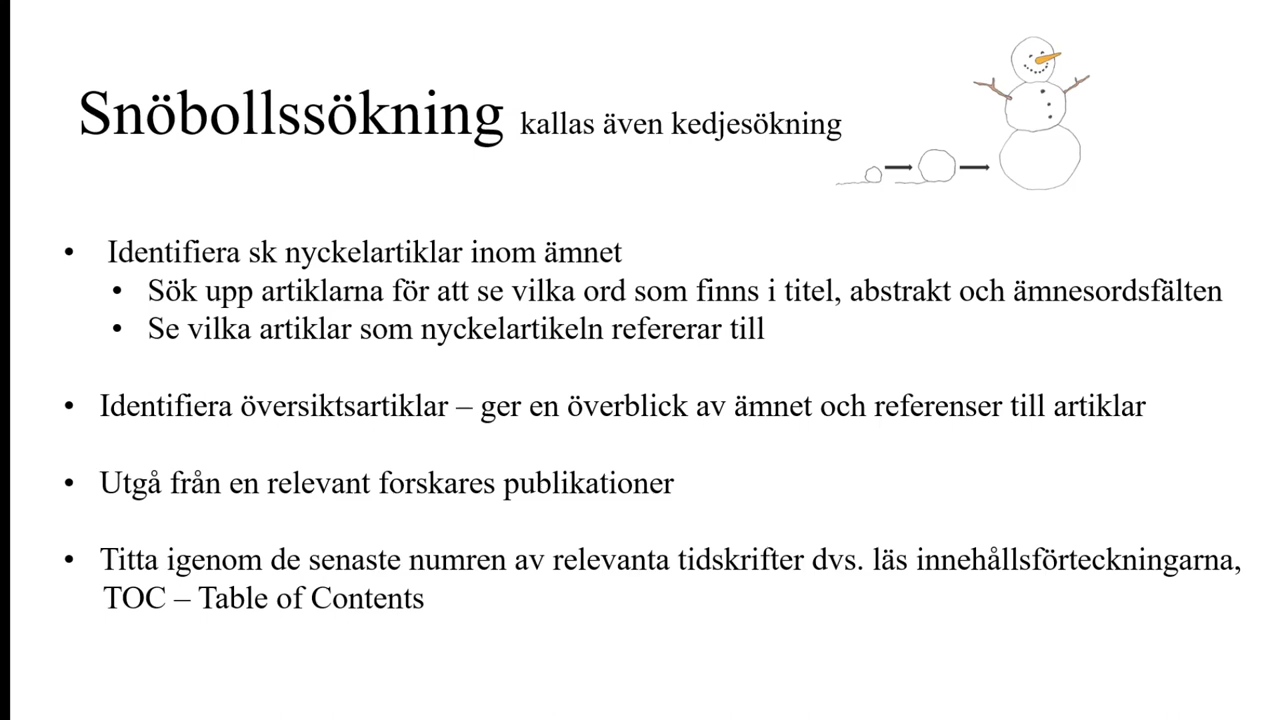 Snöbollssökning kallas även kedjesökning
• Identifiera sk nyckelartiklar inom ämnet
• Sök upp artiklarna för att se vilka ord som finns i titel, abstrakt och ämnesordsfälten
• Se vilka artiklar som nyckelartikeln refererar till
• Identifiera översiktsartiklar – ger en överblick av ämnet och referenser till artiklar
• Utgå från en relevant forskares publikationer
• Titta igenom de senaste numren av relevanta tidskrifter dvs. läs innehållsförteckningarna,
TOC – Table of Contents